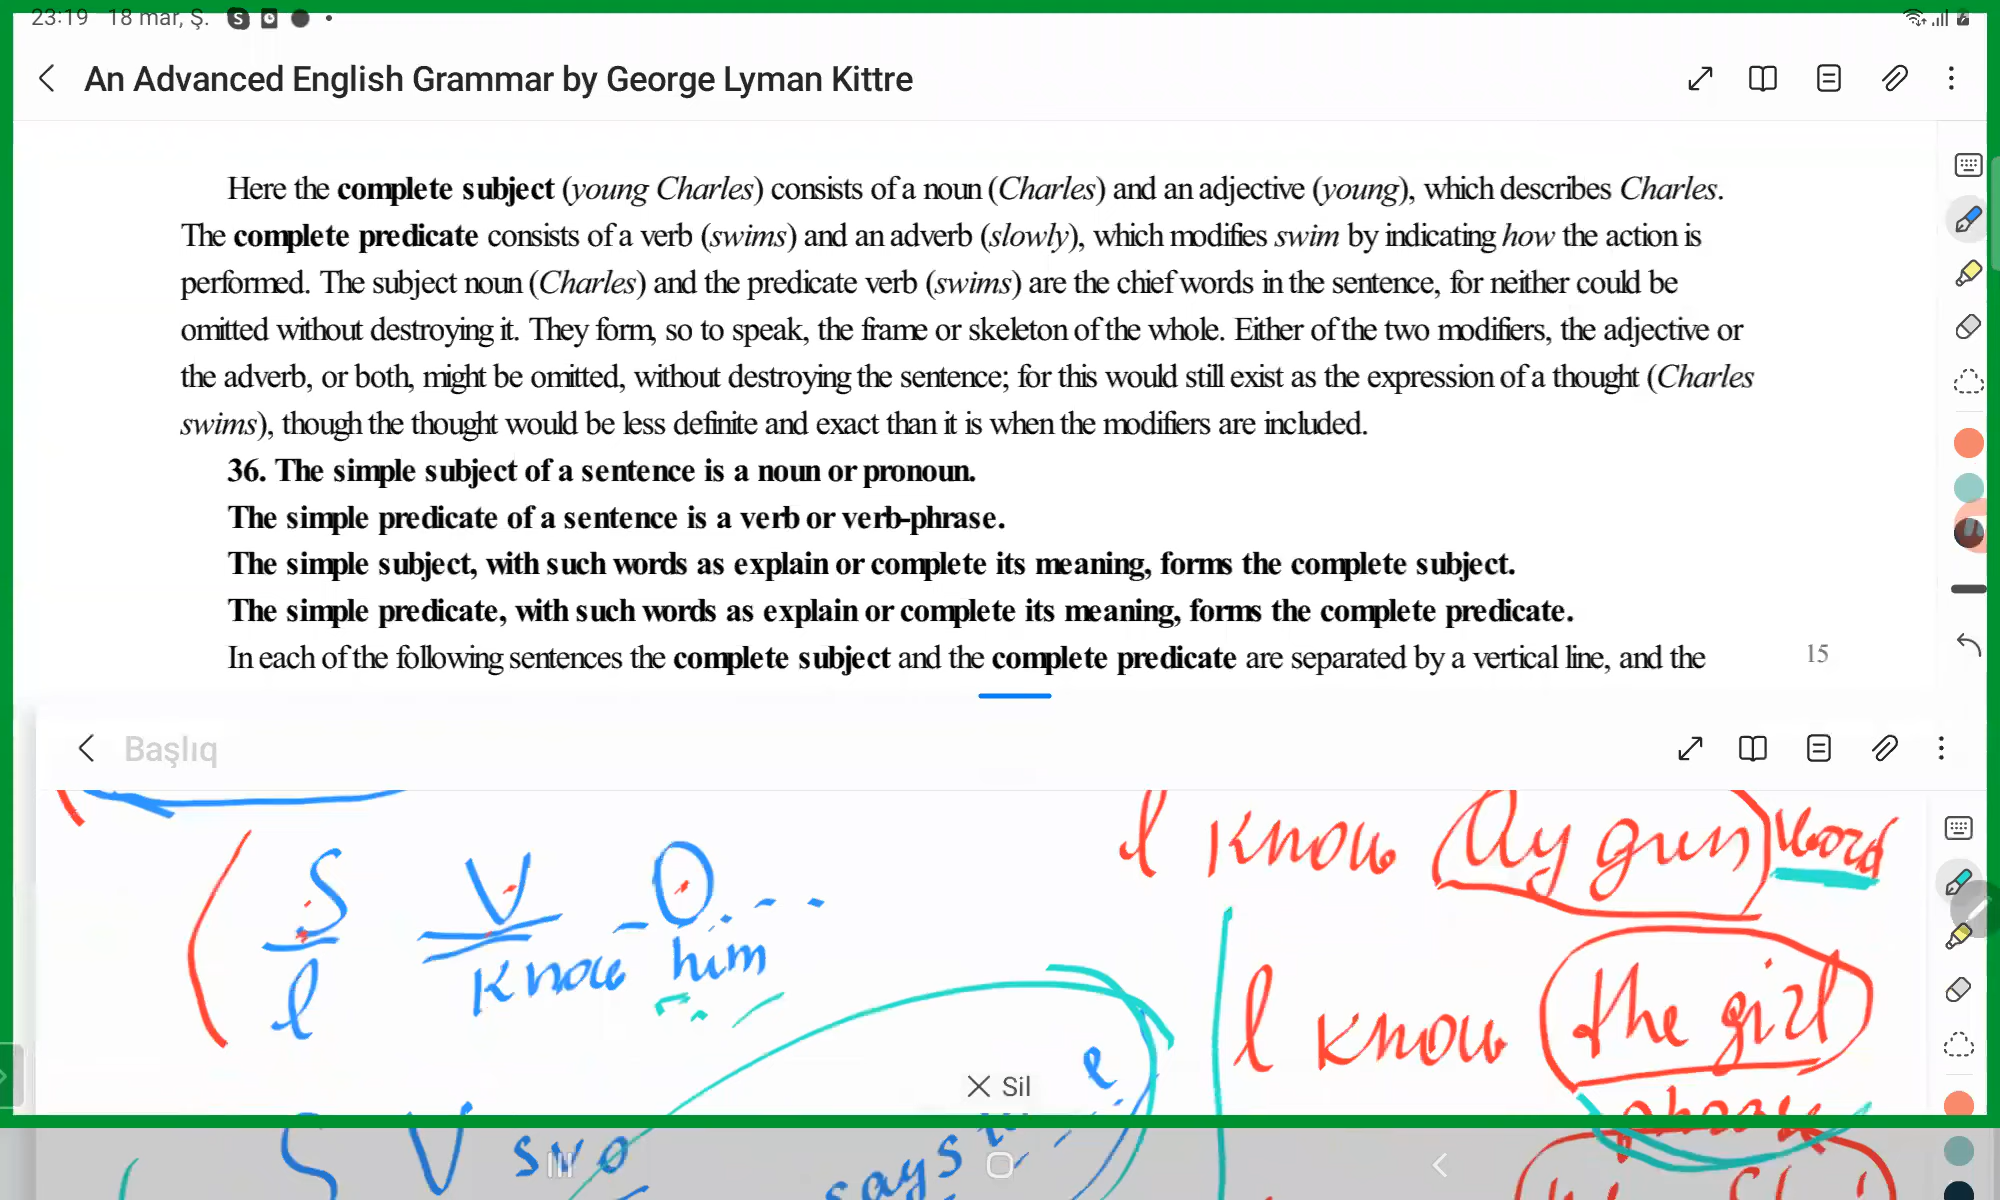 23:19 18 mar, Ş.
An Advanced English Grammar by George Lyman Kittre
Here the complete subject (young Charles) consists of a noun (Charles) and an adjective (young), which describes Charles.
The complete predicate consists of a verb (swims) and an adverb (slowly), which modifies swim by indicating how the action is
performed. The subject noun (Charles) and the predicate verb (swims) are the chief words in the sentence, for neither could be
omitted without destroying it. They form, so to speak, the frame or skeleton of the whole. Either of the two modifiers, the adjective or
the adverb, or both, might be omitted, without destroying the sentence; for this would still exist as the expression of a thought (Charles
swims), though the thought would be less definite and exact than it is when the modifiers are included.
36. The simple subject of a sentence is a noun or pronoun.
The simple predicate of a sentence is a verb or verb-phrase.
The simple subject, with such words as explain or complete its meaning, forms the complete subject.
The simple predicate, with such words as explain or complete its meaning, forms the complete predicate.
In each of the following sentences the complete subject and the complete predicate are separated by a vertical line, and the
15
Başlıq
I know Aygun word
S V O
I know him
I know the girl
phrase
Sil
S V SVO
says